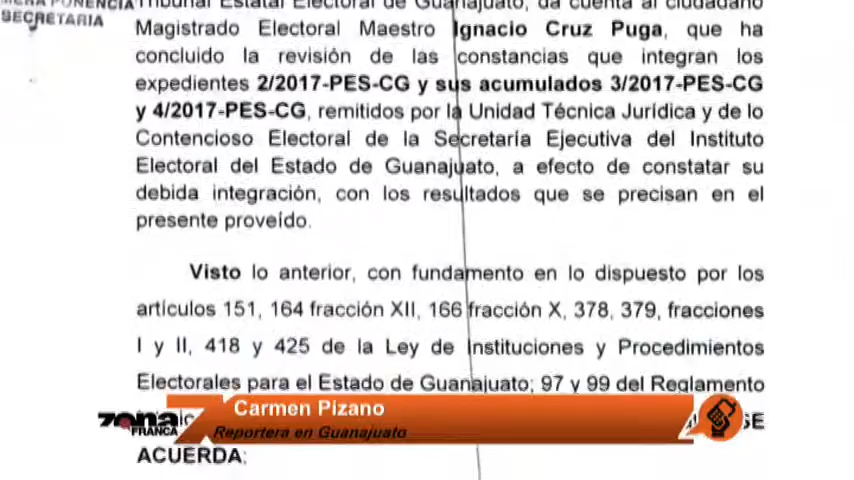 PONENCIA
SECRETARIA
Tribunal Estatal Electoral de Guanajuato, da cuenta al ciudadano
Magistrado Electoral Maestro Ignacio Cruz Puga, que ha
concluido la revisión de las constancias que integran los
expedientes 2/2017-PES-CG y sus acumulados 3/2017-PES-CG
y 4/2017-PES-CG, remitidos por la Unidad Técnica Jurídica y de lo
Contencioso Electoral de la Secretaría Ejecutiva del Instituto
Electoral del Estado de Guanajuato, a efecto de constatar su
debida integración, con los resultados que se precisan en el
presente proveído.
Visto lo anterior, con fundamento en lo dispuesto por los
artículos 151, 164 fracción XII, 166 fracción X, 378, 379, fracciones
I y II, 418 y 425 de la Ley de Instituciones y Procedimientos
Electorales para el Estado de Guanajuato; 97 y 99 del Reglamento
SE
ACUERDA:
zona
FRANCA
Carmen Pizano
Reportera en Guanajuato